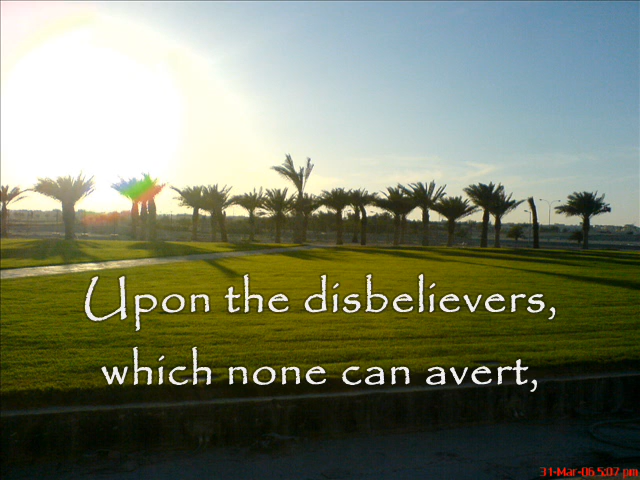 Upon the disbelievers,
which none can avert,
31-Mar-06 5:07 pm